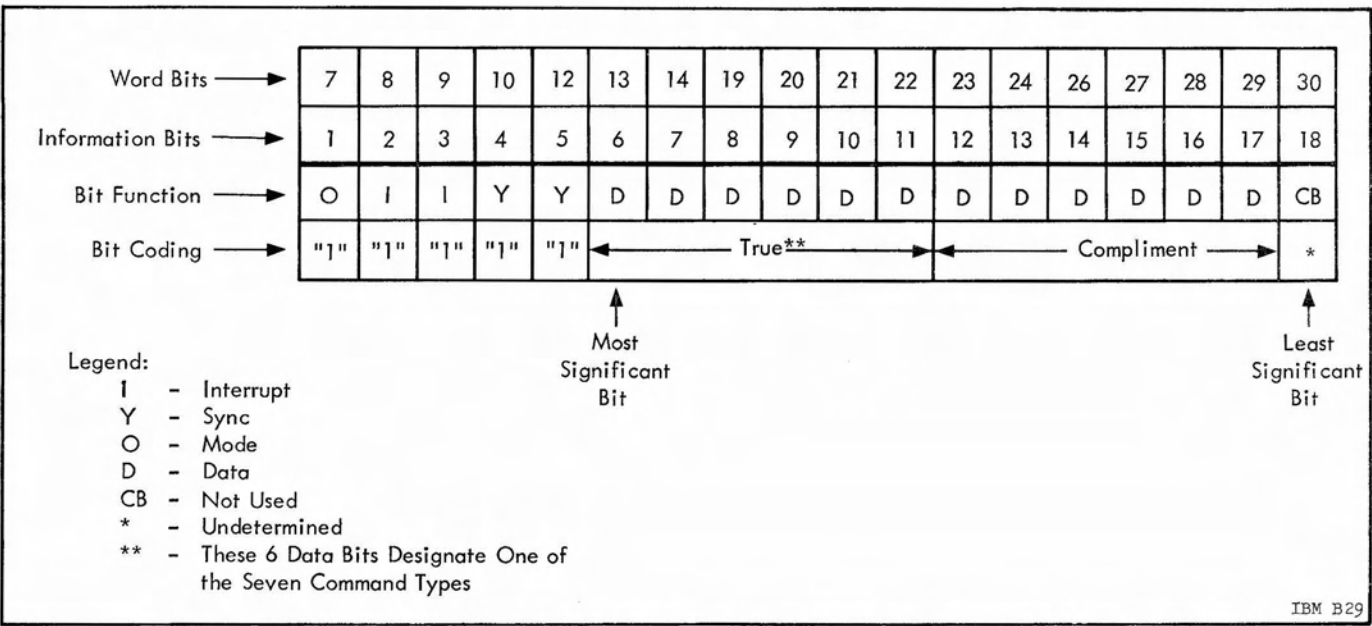 Word Bits 7 8 9 10 12 13 14 19 20 21 22 23 24 26 27 28 29 30
Information Bits 1 2 3 4 5 6 7 8 9 10 11 12 13 14 15 16 17 18
Bit Function O I I Y Y D D D D D D D D D D D D CB
Bit Coding "1" "1" "1" "1" "1" True** Compliment *
Most
Significant
Bit
Least
Significant
Bit
Legend:
I - Interrupt
Y - Sync
O - Mode
D - Data
CB - Not Used
* - Undetermined
** - These 6 Data Bits Designate One of
the Seven Command Types
IBM B29